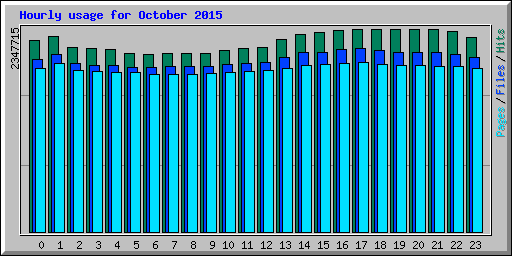 Hourly usage for October 2015
2347715
Pages/Files/Hits
0 1 2 3 4 5 6 7 8 9 10 11 12 13 14 15 16 17 18 19 20 21 22 23